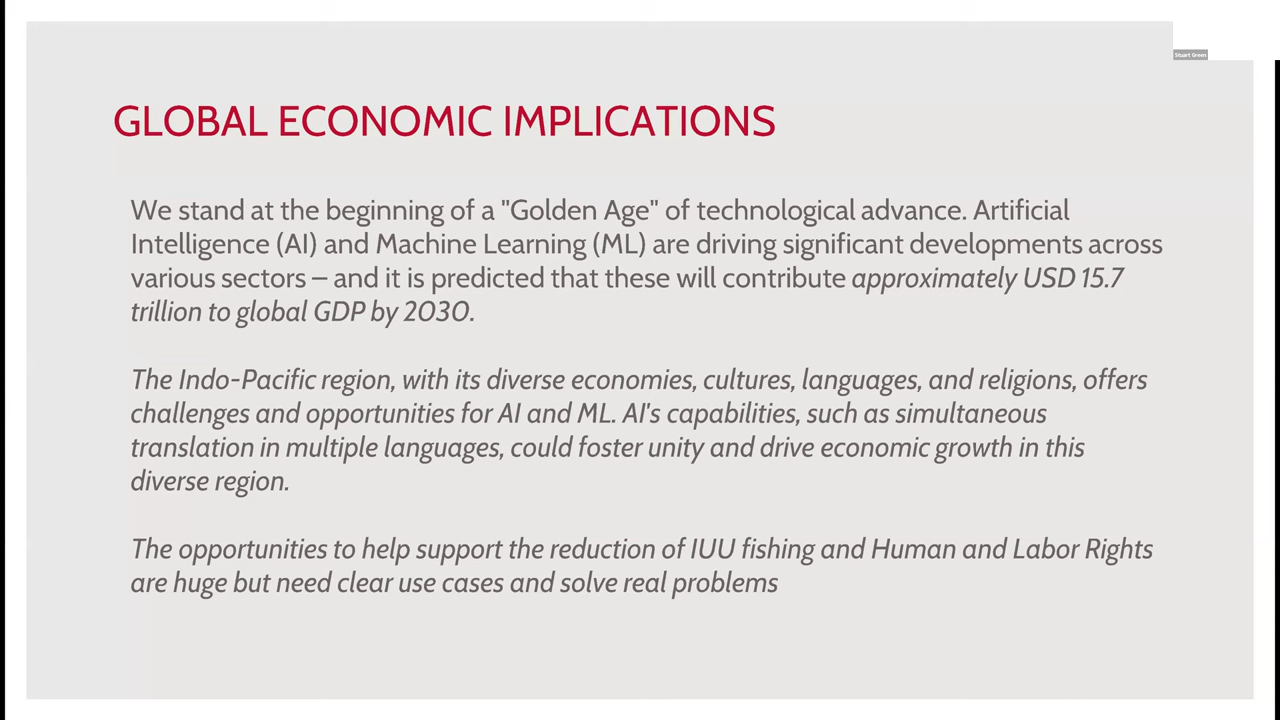 Stuart Green
GLOBAL ECONOMIC IMPLICATIONS
We stand at the beginning of a "Golden Age" of technological advance. Artificial
Intelligence (AI) and Machine Learning (ML) are driving significant developments across
various sectors – and it is predicted that these will contribute approximately USD 15.7
trillion to global GDP by 2030.
The Indo-Pacific region, with its diverse economies, cultures, languages, and religions, offers
challenges and opportunities for AI and ML. AI's capabilities, such as simultaneous
translation in multiple languages, could foster unity and drive economic growth in this
diverse region.
The opportunities to help support the reduction of IUU fishing and Human and Labor Rights
are huge but need clear use cases and solve real problems